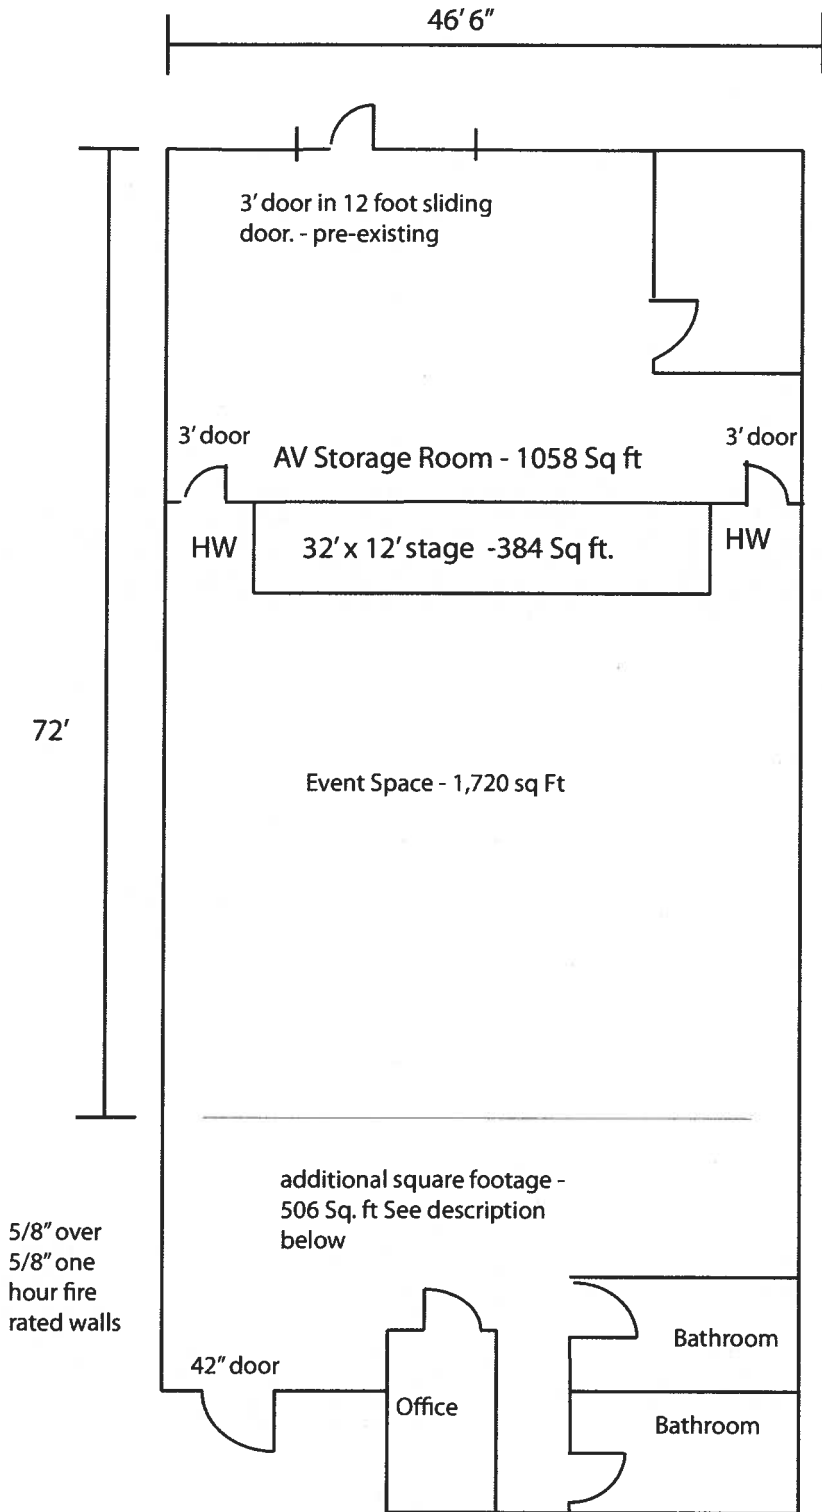 46' 6"
3' door in 12 foot sliding
door. - pre-existing
3' door
3' door
AV Storage Room - 1058 Sq ft
HW
32' x 12' stage -384 Sq ft.
HW
72'
Event Space - 1,720 sq Ft
additional square footage -
506 Sq. ft See description
below
5/8" over
5/8" one
hour fire
rated walls
42" door
Office
Bathroom
Bathroom